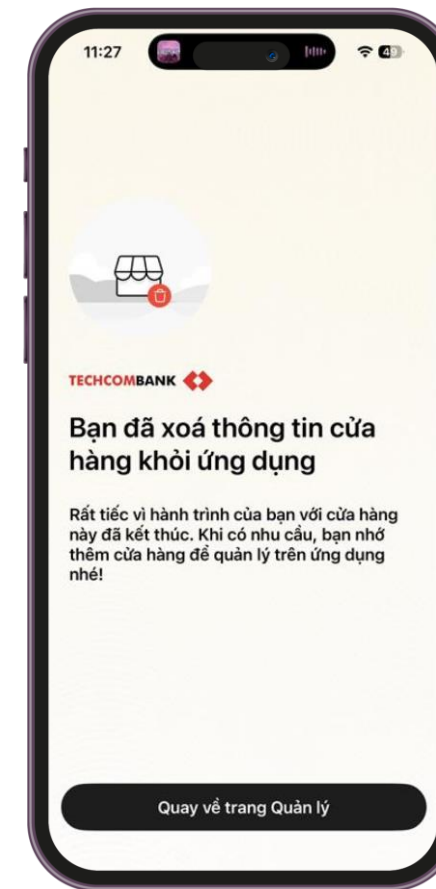 11:27
49
TECHCOMBANK
Bạn đã xoá thông tin cửa
hàng khỏi ứng dụng
Rất tiếc vì hành trình của bạn với cửa hàng
này đã kết thúc. Khi có nhu cầu, bạn nhớ
thêm cửa hàng để quản lý trên ứng dụng
nhé!
Quay về trang Quản lý